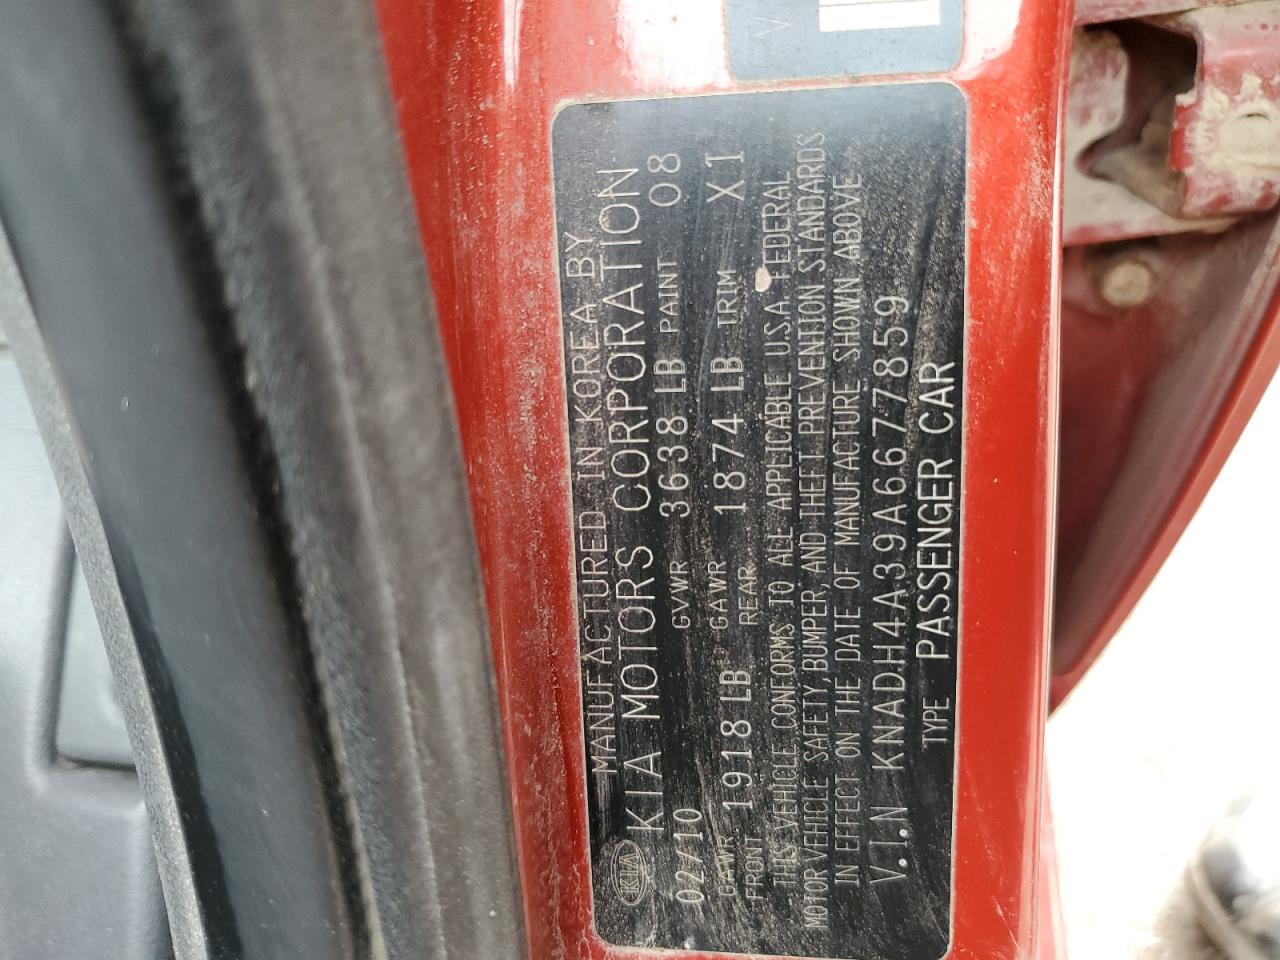 MANUFACTURED IN KOREA BY
KIA KIA MOTORS CORPORATION
02/10 GVWR 3638 LB PAINT 08
GAWR FRONT 1918 LB GAWR REAR 1874 LB TRIM X1
THIS VEHICLE CONFORMS TO ALL APPLICABLE U.S.A FEDERAL
MOTOR VEHICLE SAFETY, BUMPER, AND THEFT PREVENTION STANDARDS
IN EFFECT ON THE DATE OF MANUFACTURE SHOWN ABOVE
V.I.N KNADH4A39A6677859
TYPE PASSENGER CAR
V